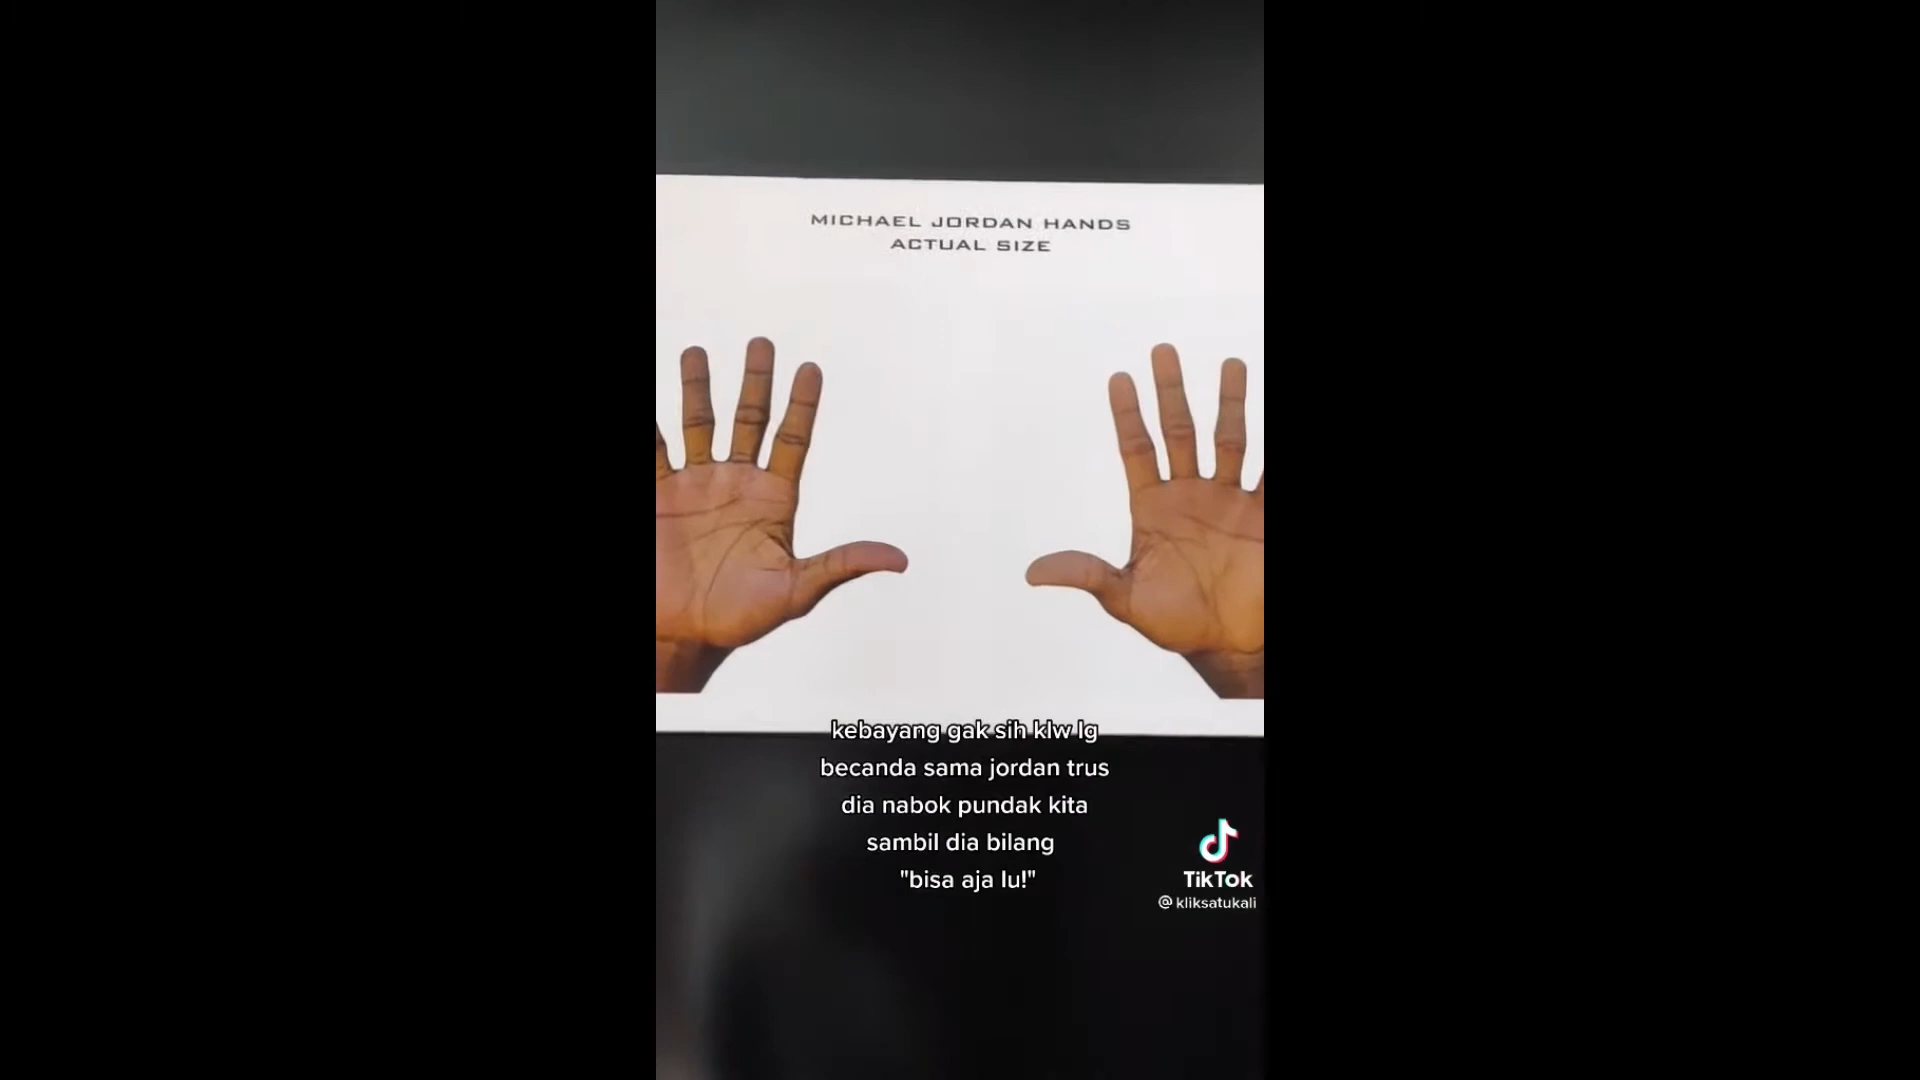 MICHAEL JORDAN HANDS
ACTUAL SIZE
kebayang gak sih klw lg
becanda sama jordan trus
dia nabok pundak kita
sambil dia bilang
"bisa aja lu!"
TikTok
@kliksatukali